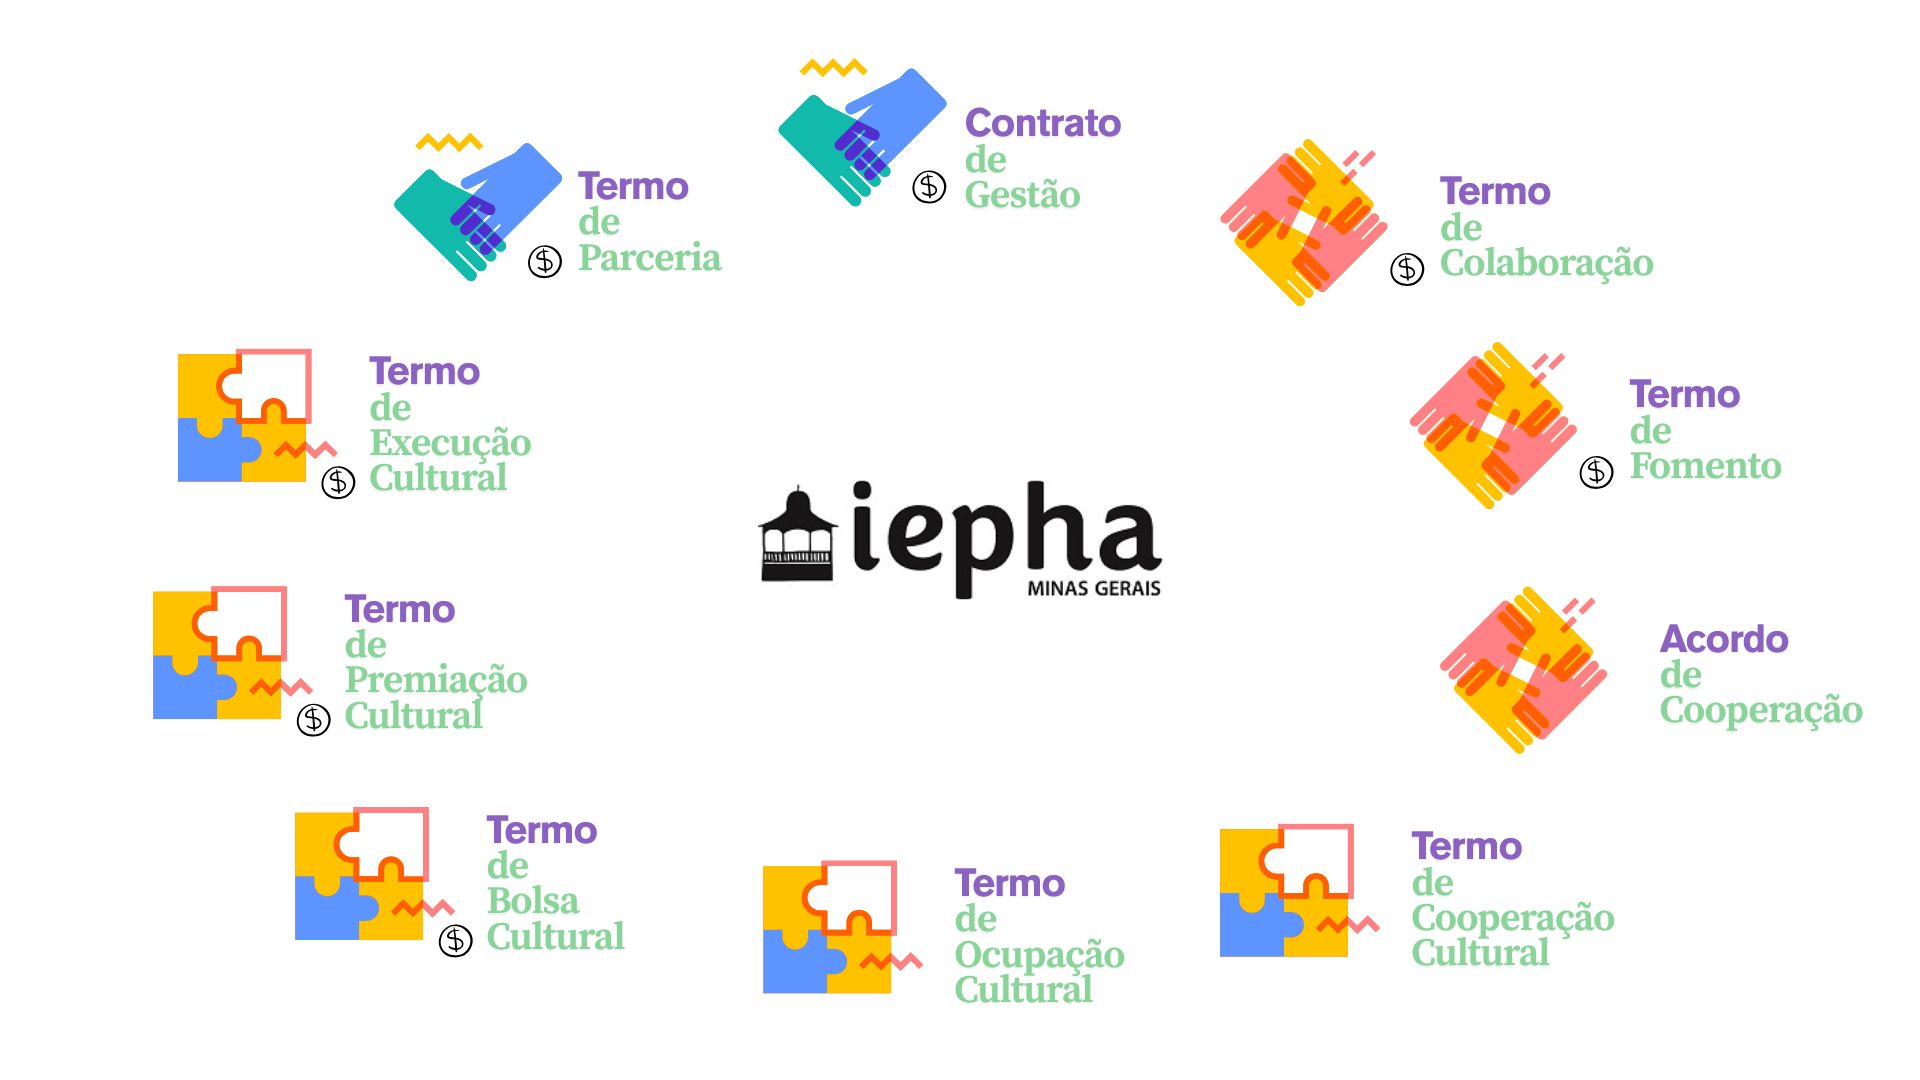 Contrato
de
Gestão
Termo
de
Parceria
Termo
de
Colaboração
Termo
de
Execução
Cultural
$
Termo
de
Fomento
$
iepha
MINAS GERAIS
Termo
de
Premiação
Cultural
$
Acordo
de
Cooperação
Termo
de
Bolsa
Cultural
$
Termo
de
Ocupação
Cultural
Termo
de
Cooperação
Cultural
$
$
$